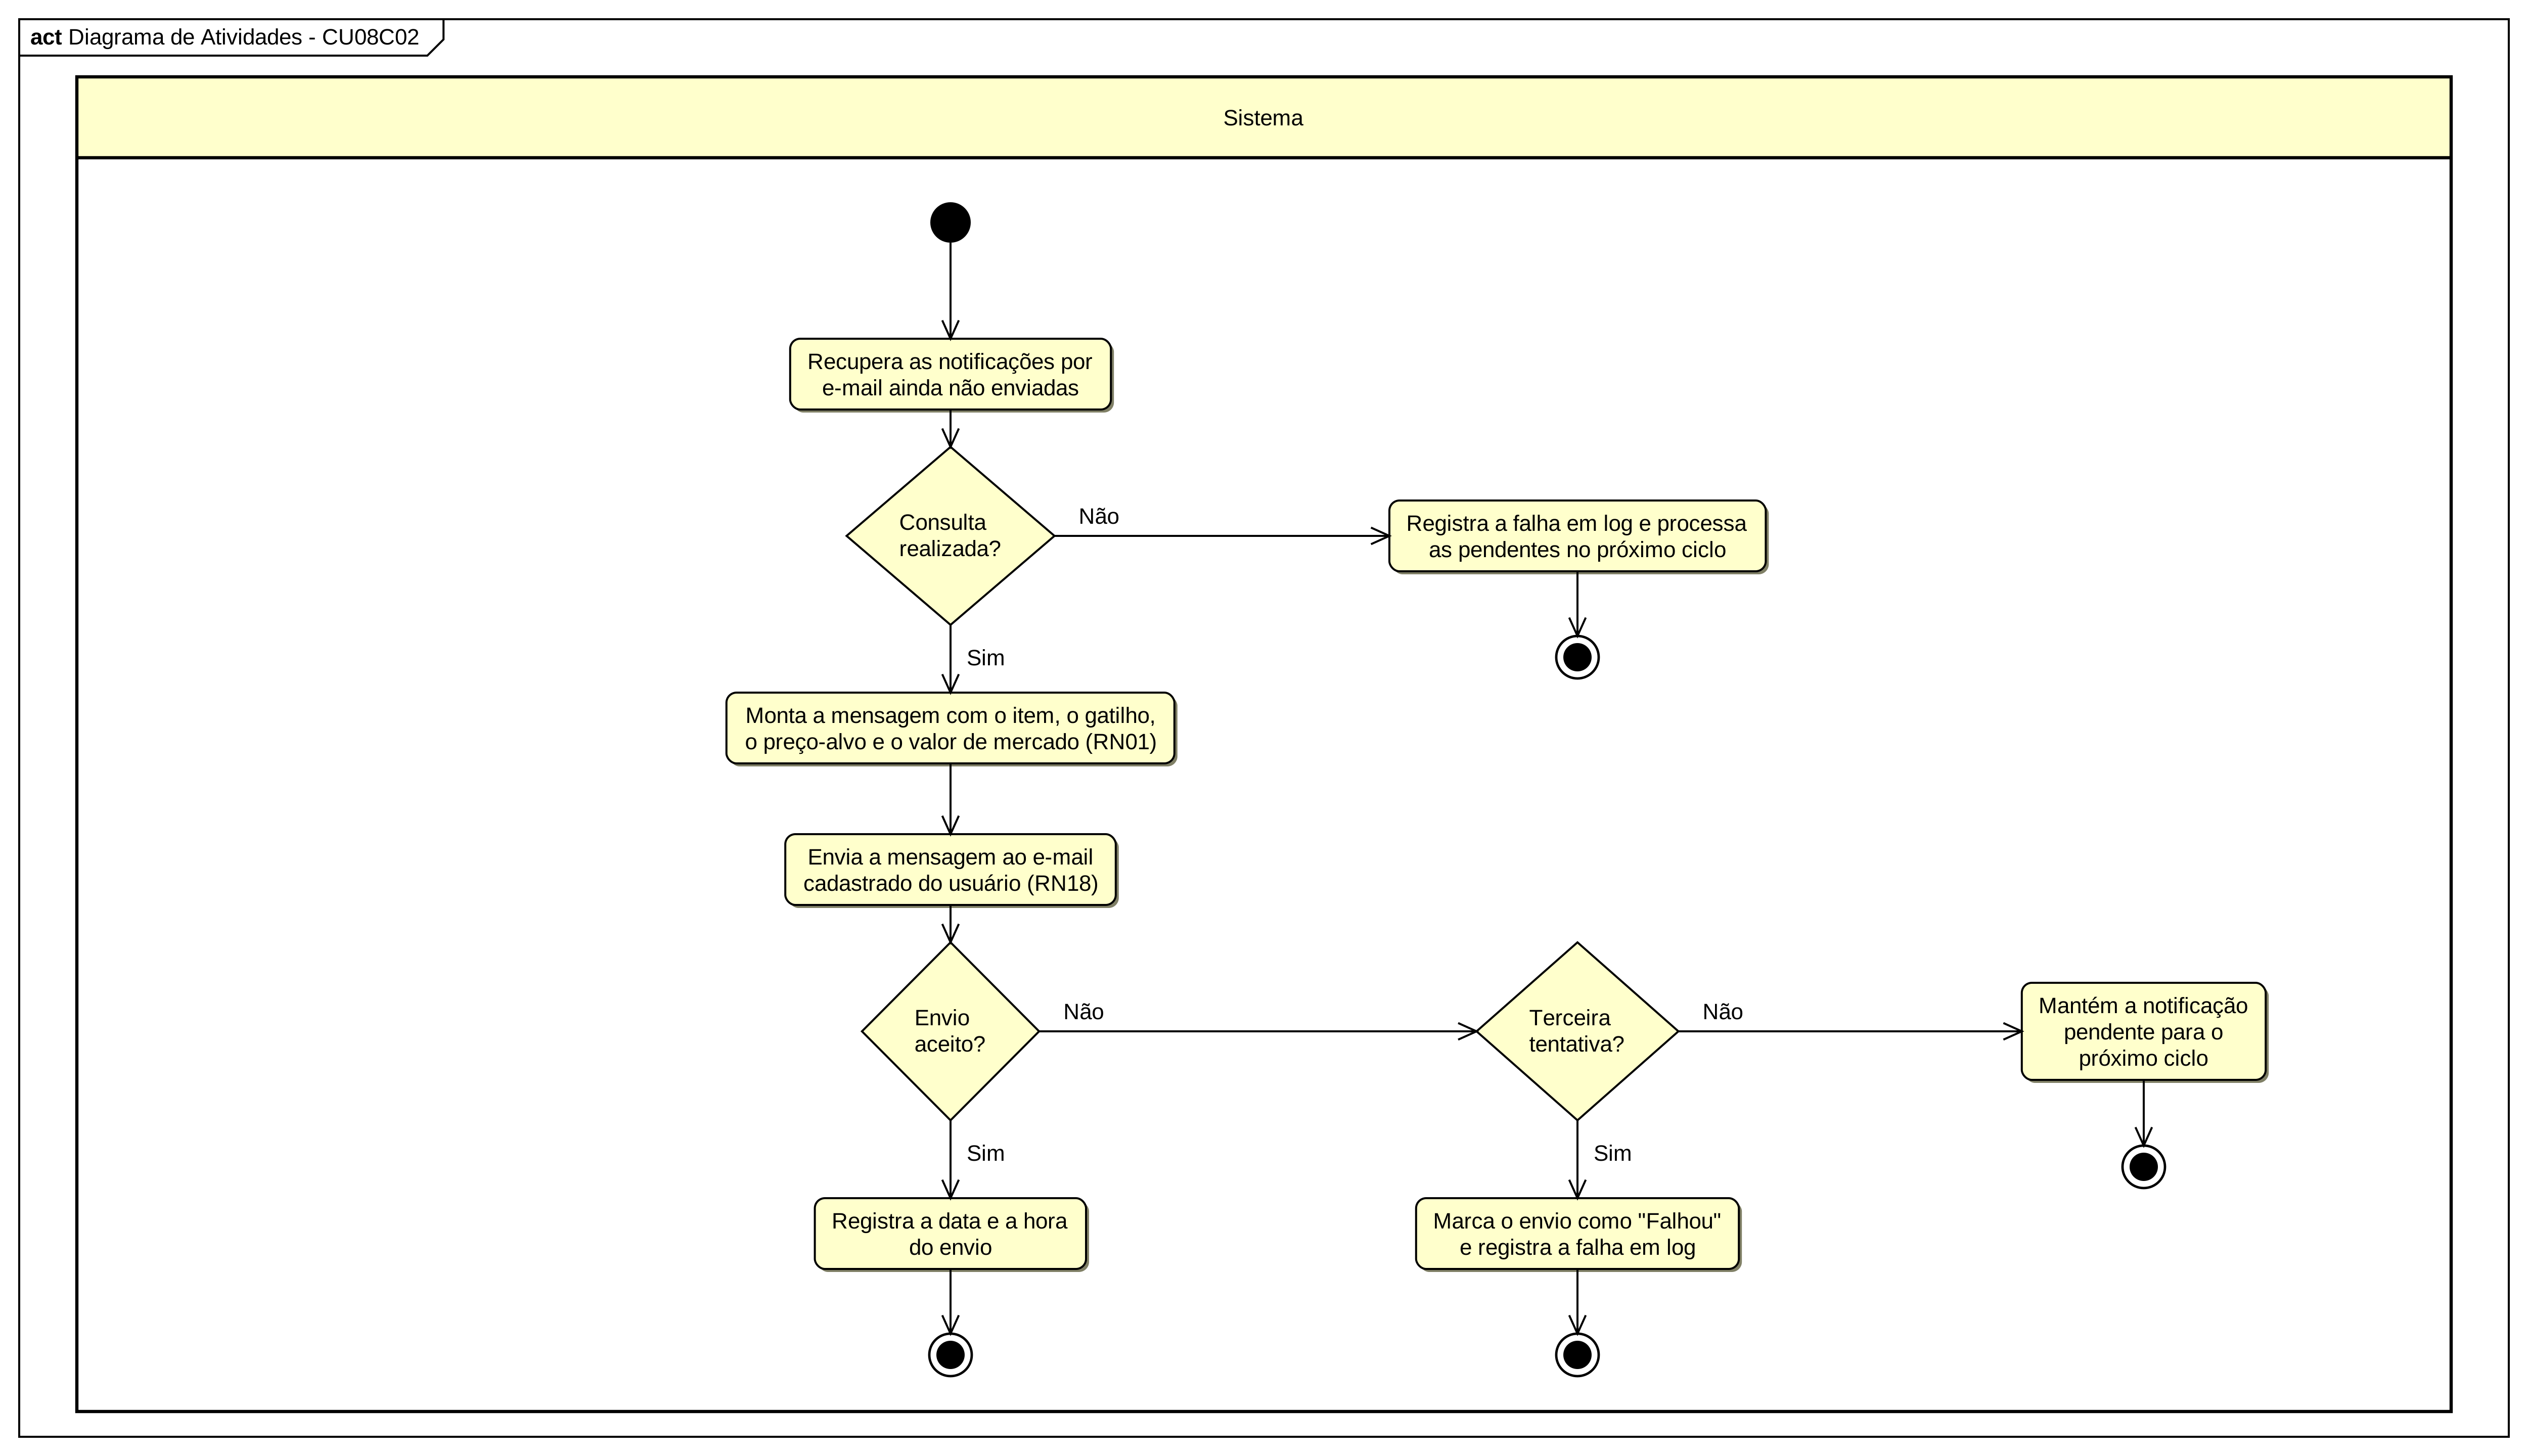 act Diagrama de Atividades - CU08C02
Sistema
Recupera as notificações por
e-mail ainda não enviadas
Consulta
realizada?
Não
Registra a falha em log e processa
as pendentes no próximo ciclo
Sim
Monta a mensagem com o item, o gatilho,
o preço-alvo e o valor de mercado (RN01)
Envia a mensagem ao e-mail
cadastrado do usuário (RN18)
Envio
aceito?
Não
Terceira
tentativa?
Não
Mantém a notificação
pendente para o
próximo ciclo
Sim
Sim
Registra a data e a hora
do envio
Marca o envio como "Falhou"
e registra a falha em log